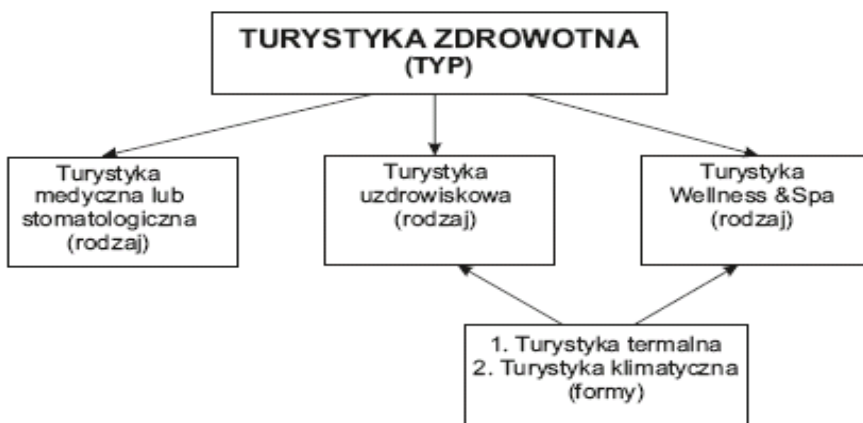 TURYSTYKA ZDROWOTNA
(TYP)
Turystyka
medyczna lub
stomatologiczna
(rodzaj)
Turystyka
uzdrowiskowa
(rodzaj)
Turystyka
Wellness &Spa
(rodzaj)
1. Turystyka termalna
2. Turystyka klimatyczna
(formy)